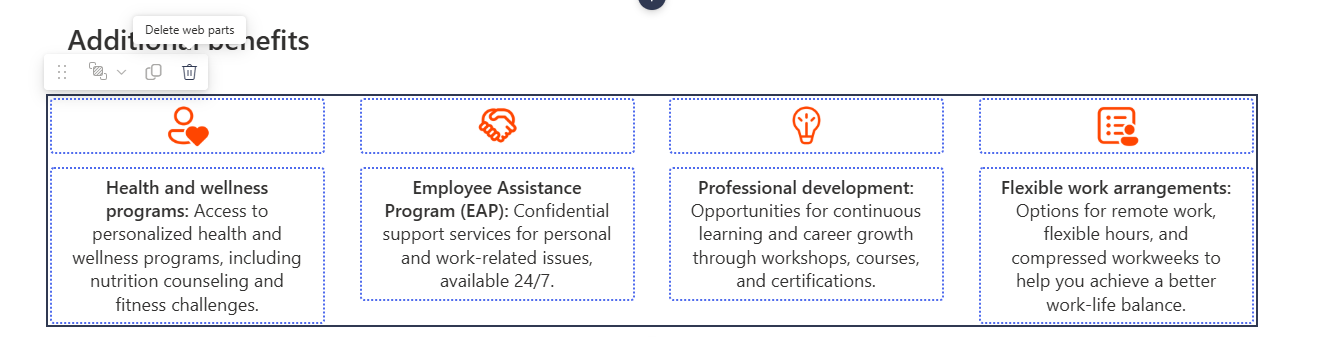 Delete web parts
Additional benefits
Health and wellness
programs: Access to
personalized health and
wellness programs, including
nutrition counseling and
fitness challenges.
Employee Assistance
Program (EAP): Confidential
support services for personal
and work-related issues,
available 24/7.
Professional development:
Opportunities for continuous
learning and career growth
through workshops, courses,
and certifications.
Flexible work arrangements:
Options for remote work,
flexible hours, and
compressed workweeks to
help you achieve a better
work-life balance.